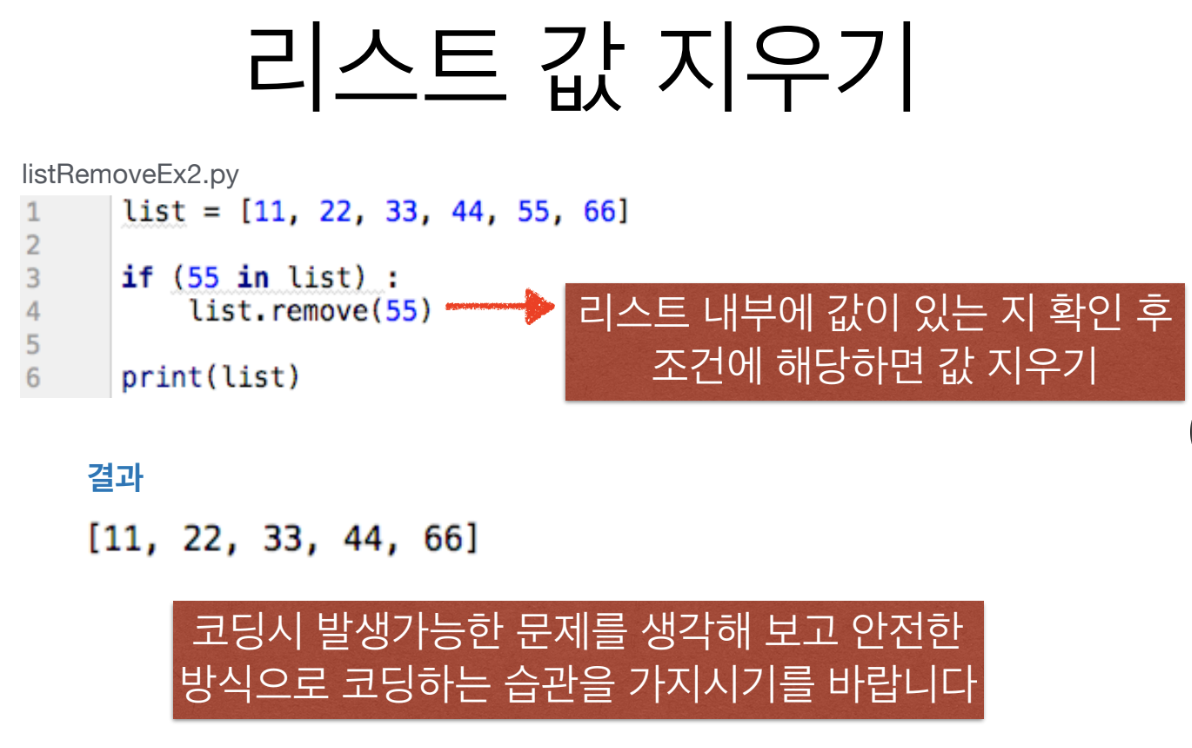 리스트 값 지우기
listRemoveEx2.py
1 list = [11, 22, 33, 44, 55, 66]
2
3 if (55 in list) :
4 list.remove(55)
리스트 내부에 값이 있는 지 확인 후
조건에 해당하면 값 지우기
5
6 print(list)
결과
[11, 22, 33, 44, 66]
코딩시 발생가능한 문제를 생각해 보고 안전한
방식으로 코딩하는 습관을 가지시기를 바랍니다